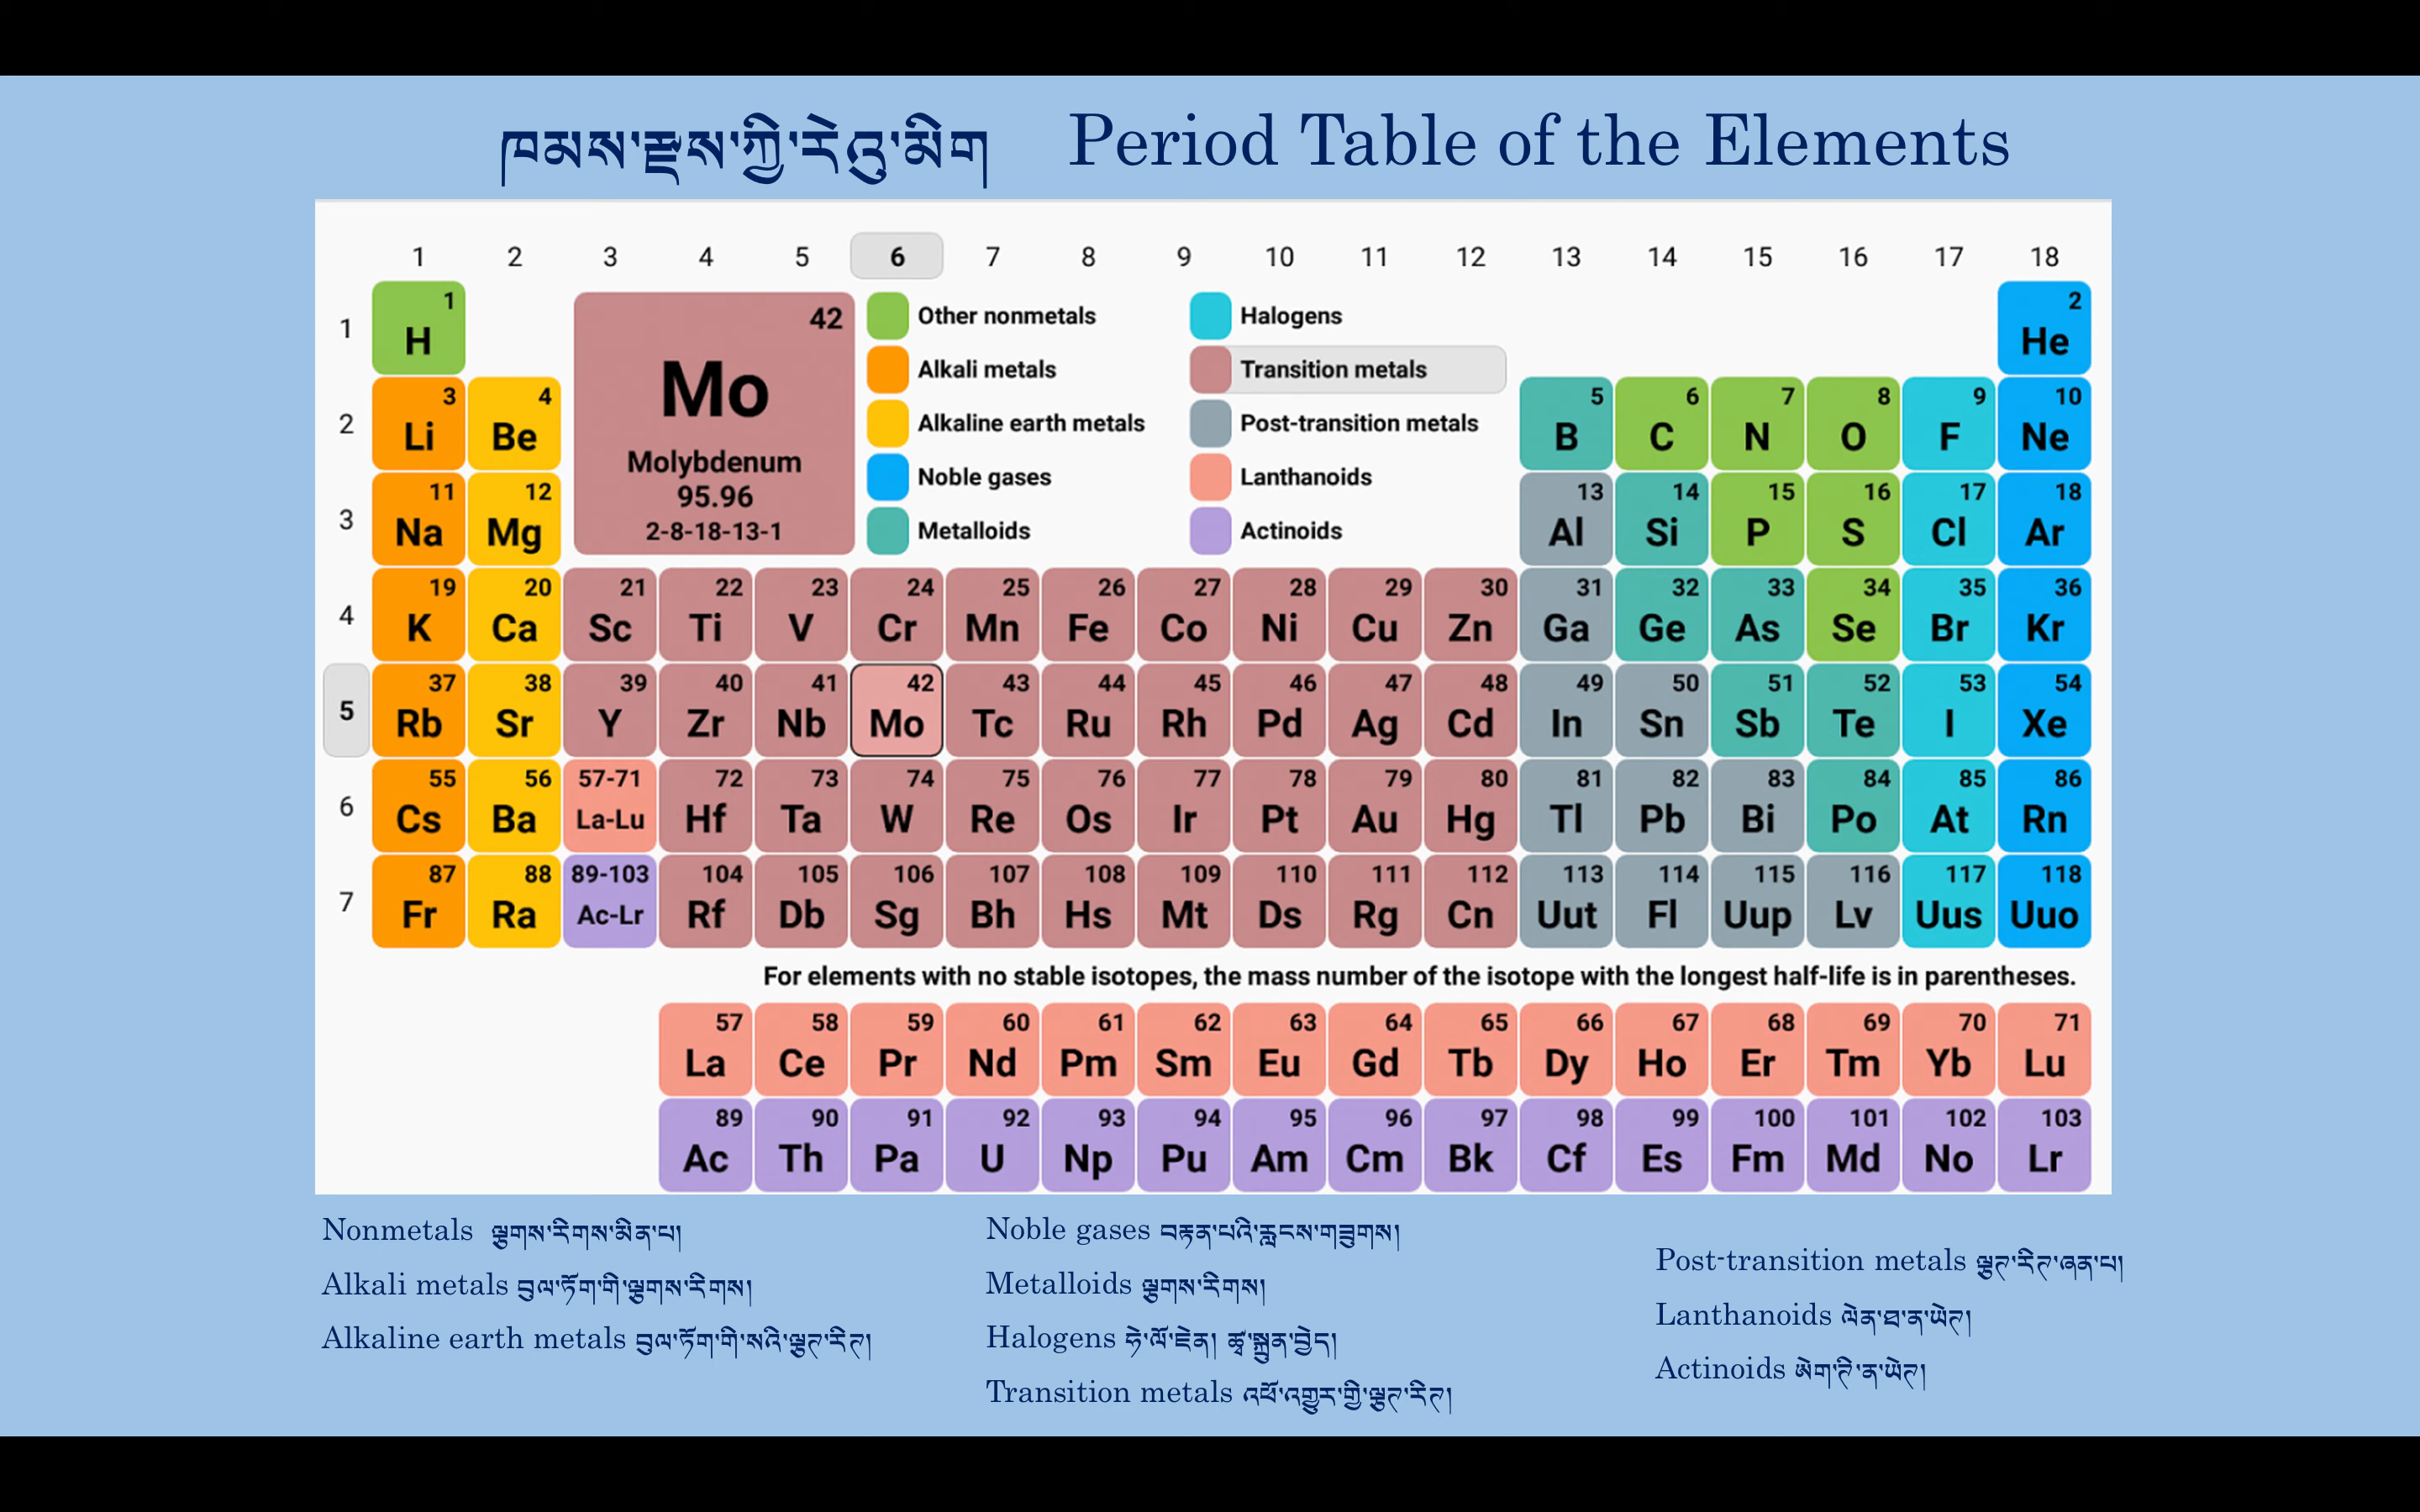 ཁམས་རྫས་ཀྱི་རེའུ་མིག Period Table of the Elements
1 2 3 4 5 6 7 8 9 10 11 12 13 14 15 16 17 18
1 1 H 42 Other nonmetals Halogens 2 He
Mo Alkali metals Transition metals
2 3 Li 4 Be Alkaline earth metals Post-transition metals 5 B 6 C 7 N 8 O 9 F 10 Ne
Molybdenum Noble gases Lanthanoids
95.96
3 11 Na 12 Mg 2-8-18-13-1 Metalloids Actinoids 13 Al 14 Si 15 P 16 S 17 Cl 18 Ar
4 19 K 20 Ca 21 Sc 22 Ti 23 V 24 Cr 25 Mn 26 Fe 27 Co 28 Ni 29 Cu 30 Zn 31 Ga 32 Ge 33 As 34 Se 35 Br 36 Kr
5 37 Rb 38 Sr 39 Y 40 Zr 41 Nb 42 Mo 43 Tc 44 Ru 45 Rh 46 Pd 47 Ag 48 Cd 49 In 50 Sn 51 Sb 52 Te 53 I 54 Xe
6 55 Cs 56 Ba 57-71 La-Lu 72 Hf 73 Ta 74 W 75 Re 76 Os 77 Ir 78 Pt 79 Au 80 Hg 81 Tl 82 Pb 83 Bi 84 Po 85 At 86 Rn
7 87 Fr 88 Ra 89-103 Ac-Lr 104 Rf 105 Db 106 Sg 107 Bh 108 Hs 109 Mt 110 Ds 111 Rg 112 Cn 113 Uut 114 Fl 115 Uup 116 Lv 117 Uus 118 Uuo
For elements with no stable isotopes, the mass number of the isotope with the longest half-life is in parentheses.
57 La 58 Ce 59 Pr 60 Nd 61 Pm 62 Sm 63 Eu 64 Gd 65 Tb 66 Dy 67 Ho 68 Er 69 Tm 70 Yb 71 Lu
89 Ac 90 Th 91 Pa 92 U 93 Np 94 Pu 95 Am 96 Cm 97 Bk 98 Cf 99 Es 100 Fm 101 Md 102 No 103 Lr
Nonmetals ལྕགས་རིགས་མིན་པ།
Alkali metals བུལ་ཏོག་གི་ལྕགས་རིགས།
Alkaline earth metals བུལ་ཏོག་གི་སའི་ལྕཊ་རིཊ།
Noble gases བརྟན་པའི་རླངས་གཟུགས།
Metalloids ལྕགས་རིགས།
Halogens ཧེ་ལོ་ཇེན། ཚྭ་སྐྲུན་བྱེད།
Transition metals འཕོ་འགྱུར་གྱི་ལྕཊ་རིཊ།
Post-transition metals ལྕཊ་རིཊ་ཞན་པ།
Lanthanoids ལེན་ཐ་ན་ཡེཊ།
Actinoids ཨེག་ཊི་ན་ཡེཊ།